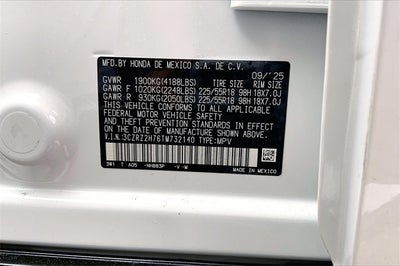 MFD.BY HONDA DE MEXICO S.A. DE C.V.
09/'25
GVWR 1900KG(4188LBS) TIRE SIZE RIM SIZE
GAWR F 1020KG(2248LBS) 225/55R18 98H 18X7.0J
GAWR R 930KG(2050LBS) 225/55R18 98H 18X7.0J
THIS VEHICLE CONFORMS TO ALL APPLICABLE
FEDERAL MOTOR VEHICLE SAFETY AND
THEFT PREVENTION STANDARDS IN EFFECT ON
THE DATE OF MANUFACTURE SHOWN ABOVE.
V.I.N.:3CZRZ2H76TM732140 TYPE:MPV
3W1 T A05 -NH883P -V -M
MADE IN MEXICO